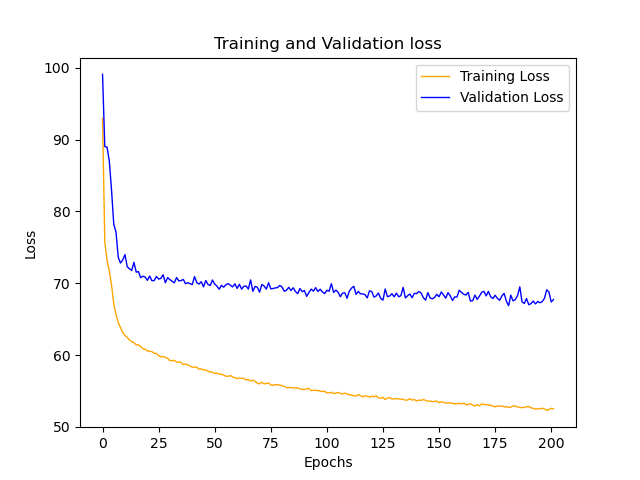 Training and Validation loss
Training Loss
Validation Loss
100
90
80
70
60
50
Loss
0 25 50 75 100 125 150 175 200
Epochs